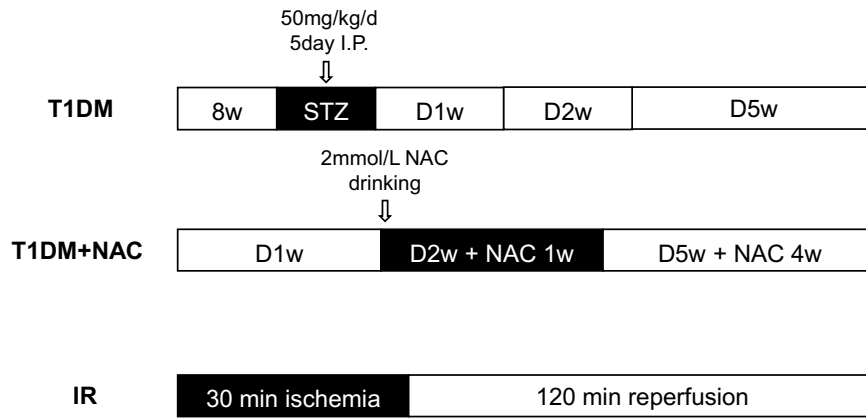 50mg/kg/d
5day I.P.
T1DM
8w
STZ
D1w
D2w
D5w
2mmol/L NAC
drinking
T1DM+NAC
D1w
D2w + NAC 1w
D5w + NAC 4w
IR
30 min ischemia
120 min reperfusion